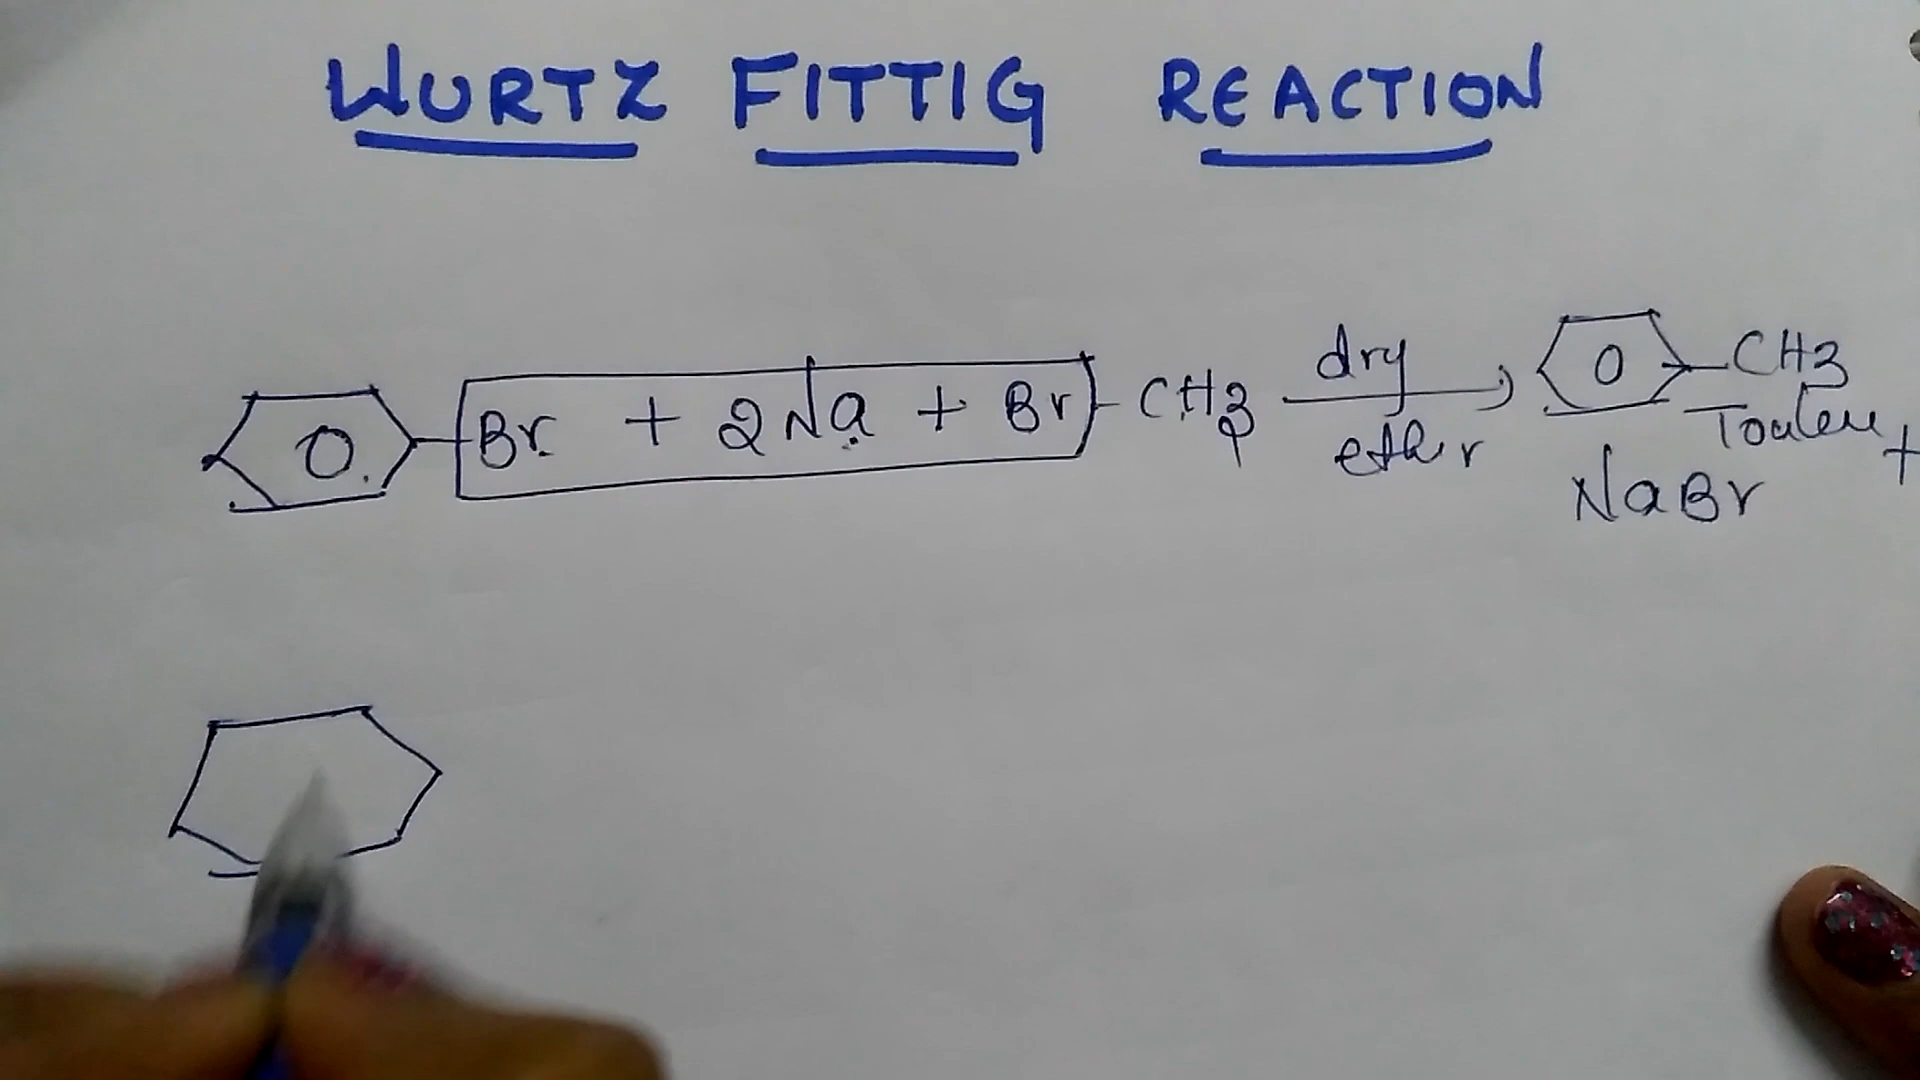 WURTZ FITTIG REACTION
O Br + 2Na + Br - CH3 dry ether O - CH3
Toulene +
NaBr